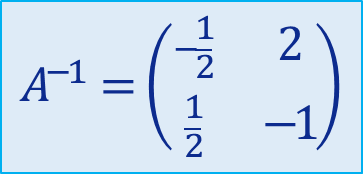 A⁻¹ = ( -1/2 2
1/2 -1 )